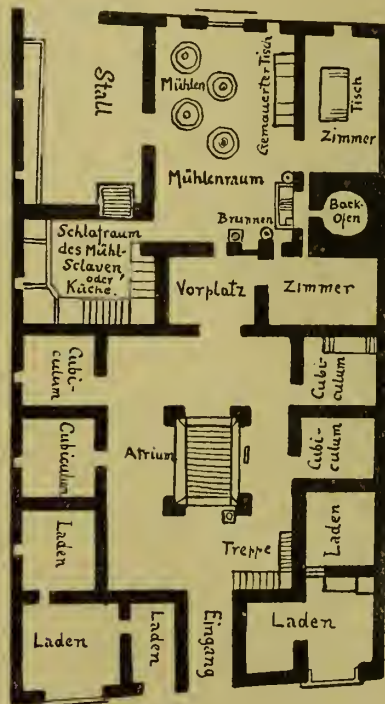 Stall
Mühlen
Gemauerter Tisch
Tisch
Zimmer
Mühlenraum
Back-
Ofen
Brunnen
Schlafraum
des Mühl-
Sclaven
oder
Küche.
Vorplatz
Zimmer
Cubi-
culum
Cubi-
culum
Cubiculum
Cubi-
culum
Atrium
Laden
Laden
Treppe
Laden
Laden
Eingang
Laden